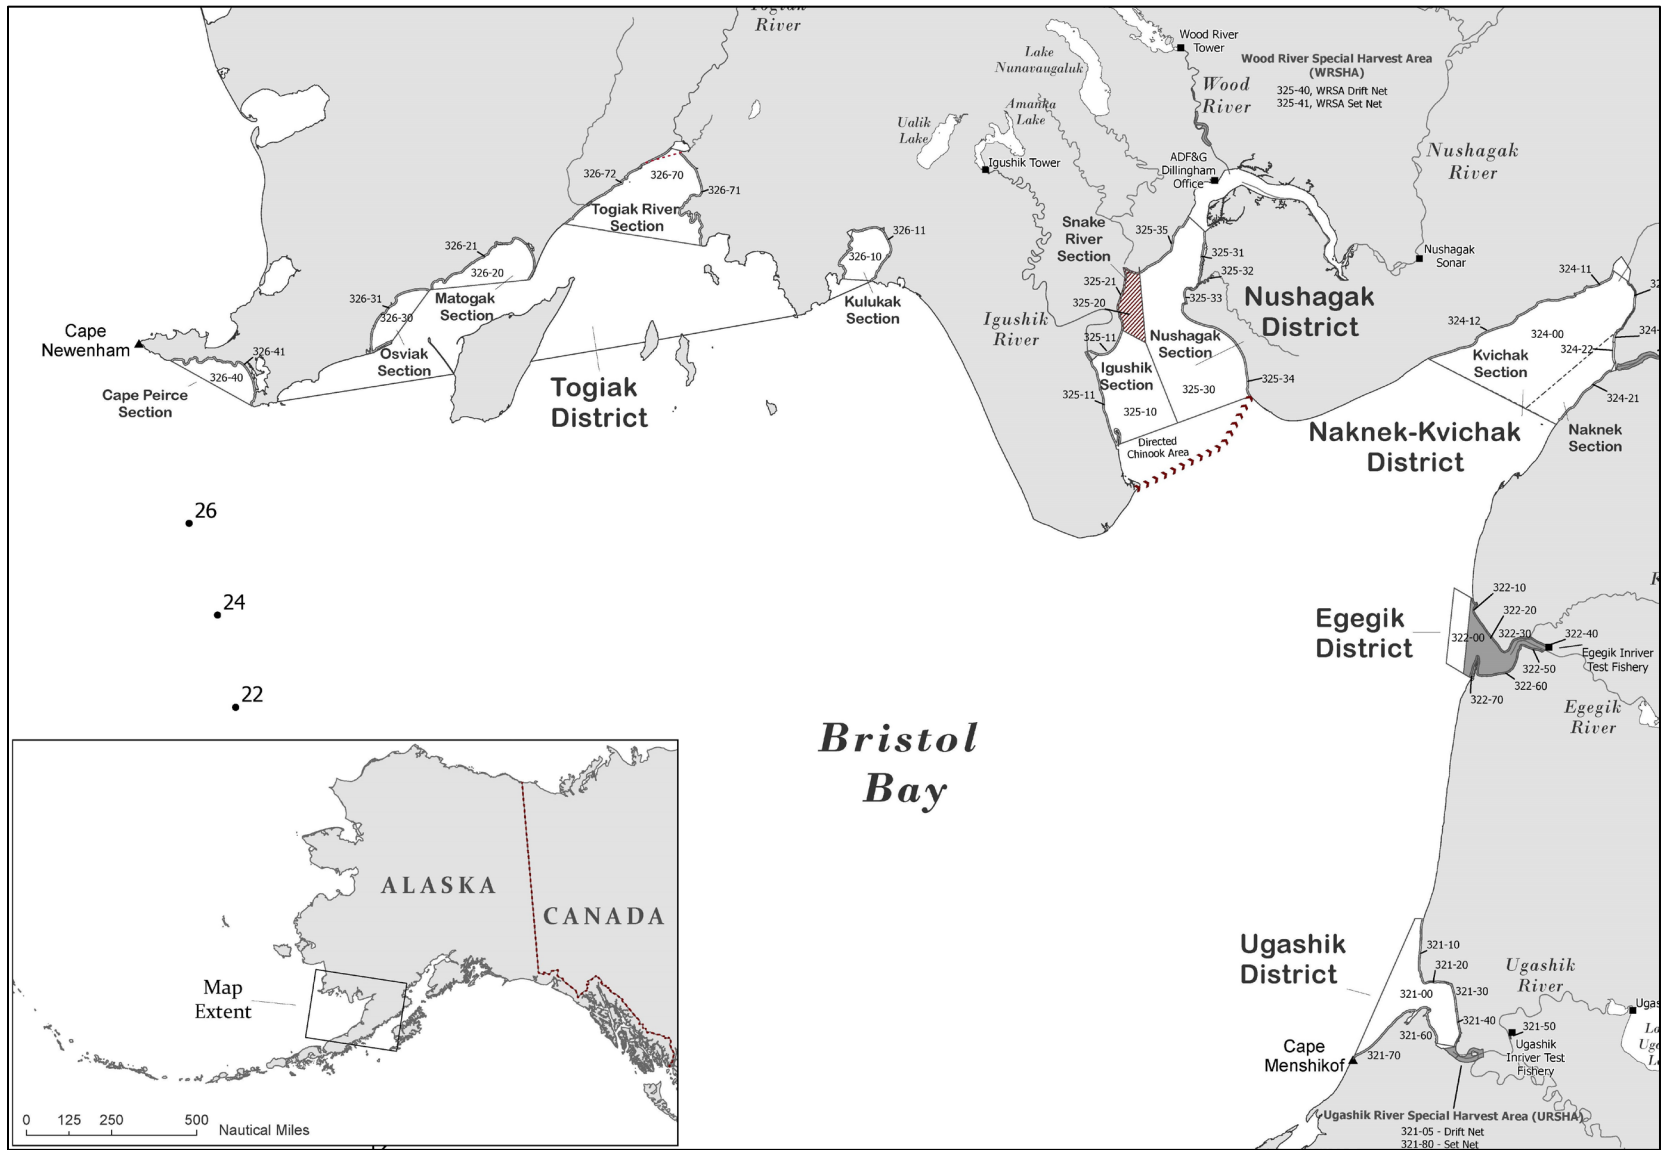 River
Wood River
Tower
Lake
Nunavaugaluk
Wood River Special Harvest Area
(WRSHA)
325-40, WRSA Drift Net
325-41, WRSA Set Net
Wood
River
Amanka
Lake
Ualik
Lake
Igushik Tower
ADF&G
Dillingham
Office
Nushagak
River
326-72
326-70
326-71
Togiak River
Section
326-11
326-10
Kulukak
Section
326-21
326-20
Matogak
Section
326-31
326-30
Osviak
Section
Cape
Newenham
326-41
326-40
Cape Peirce
Section
Togiak
District
Snake
River
Section
325-35
325-31
325-32
325-33
325-21
325-20
Nushagak
Sonar
Nushagak
District
Igushik
River
325-11
Nushagak
Section
Igushik
Section
325-30
325-34
325-11
325-10
Directed
Chinook Area
324-11
324-12
324-00
324-22
Kvichak
Section
324-21
Naknek-Kvichak
District
Naknek
Section
26
24
22
Egegik
District
322-10
322-20
322-00
322-30
322-40
Egegik Inriver
Test Fishery
322-50
322-60
322-70
Egegik
River
Bristol
Bay
Ugashik
District
321-10
321-20
321-30
321-00
321-40
321-60
321-50
321-70
Ugashik
River
Ugashik
Inriver Test
Fishery
Cape
Menshikof
Ugashik River Special Harvest Area (URSHA)
321-05 - Drift Net
321-80 - Set Net
ALASKA
CANADA
Map
Extent
0 125 250 500
Nautical Miles